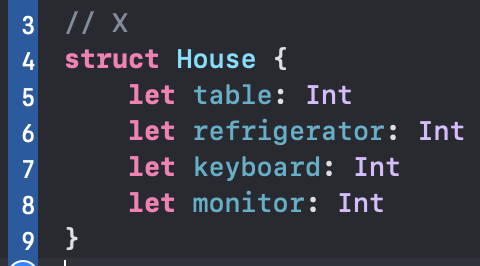 3 // X
4 struct House {
5     let table: Int
6     let refrigerator: Int
7     let keyboard: Int
8     let monitor: Int
9 }